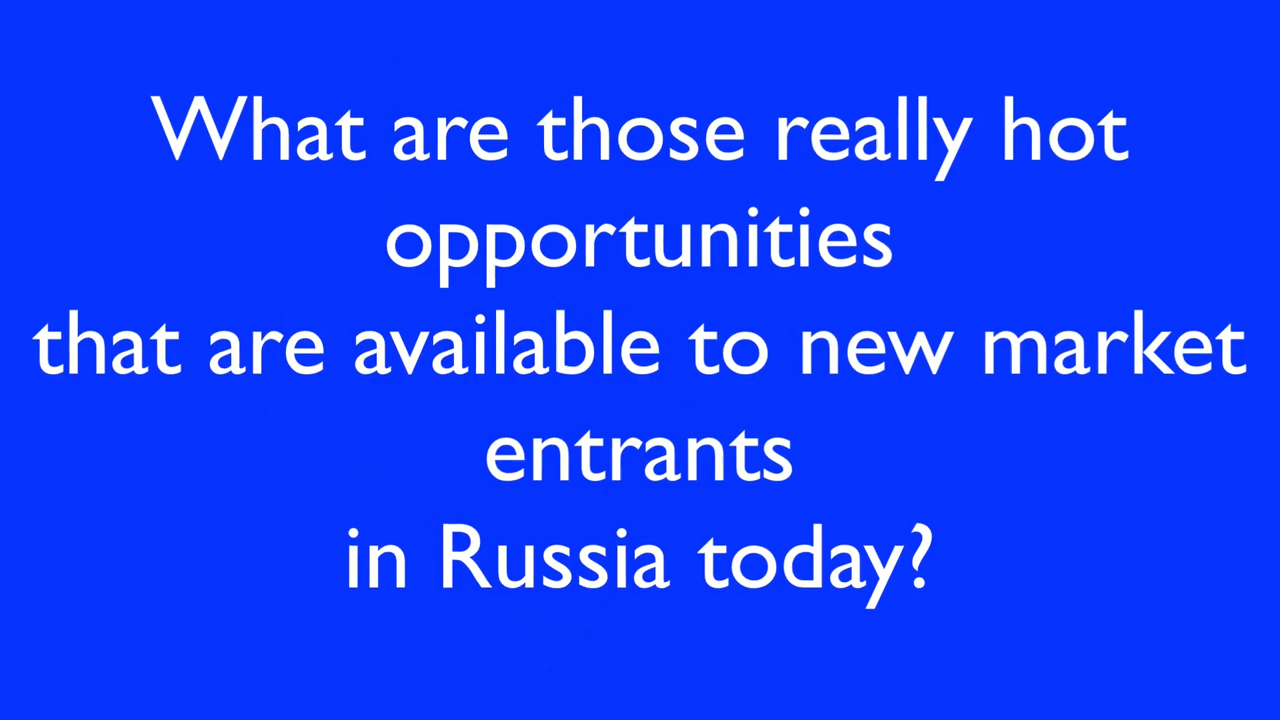 What are those really hot
opportunities
that are available to new market
entrants
in Russia today?